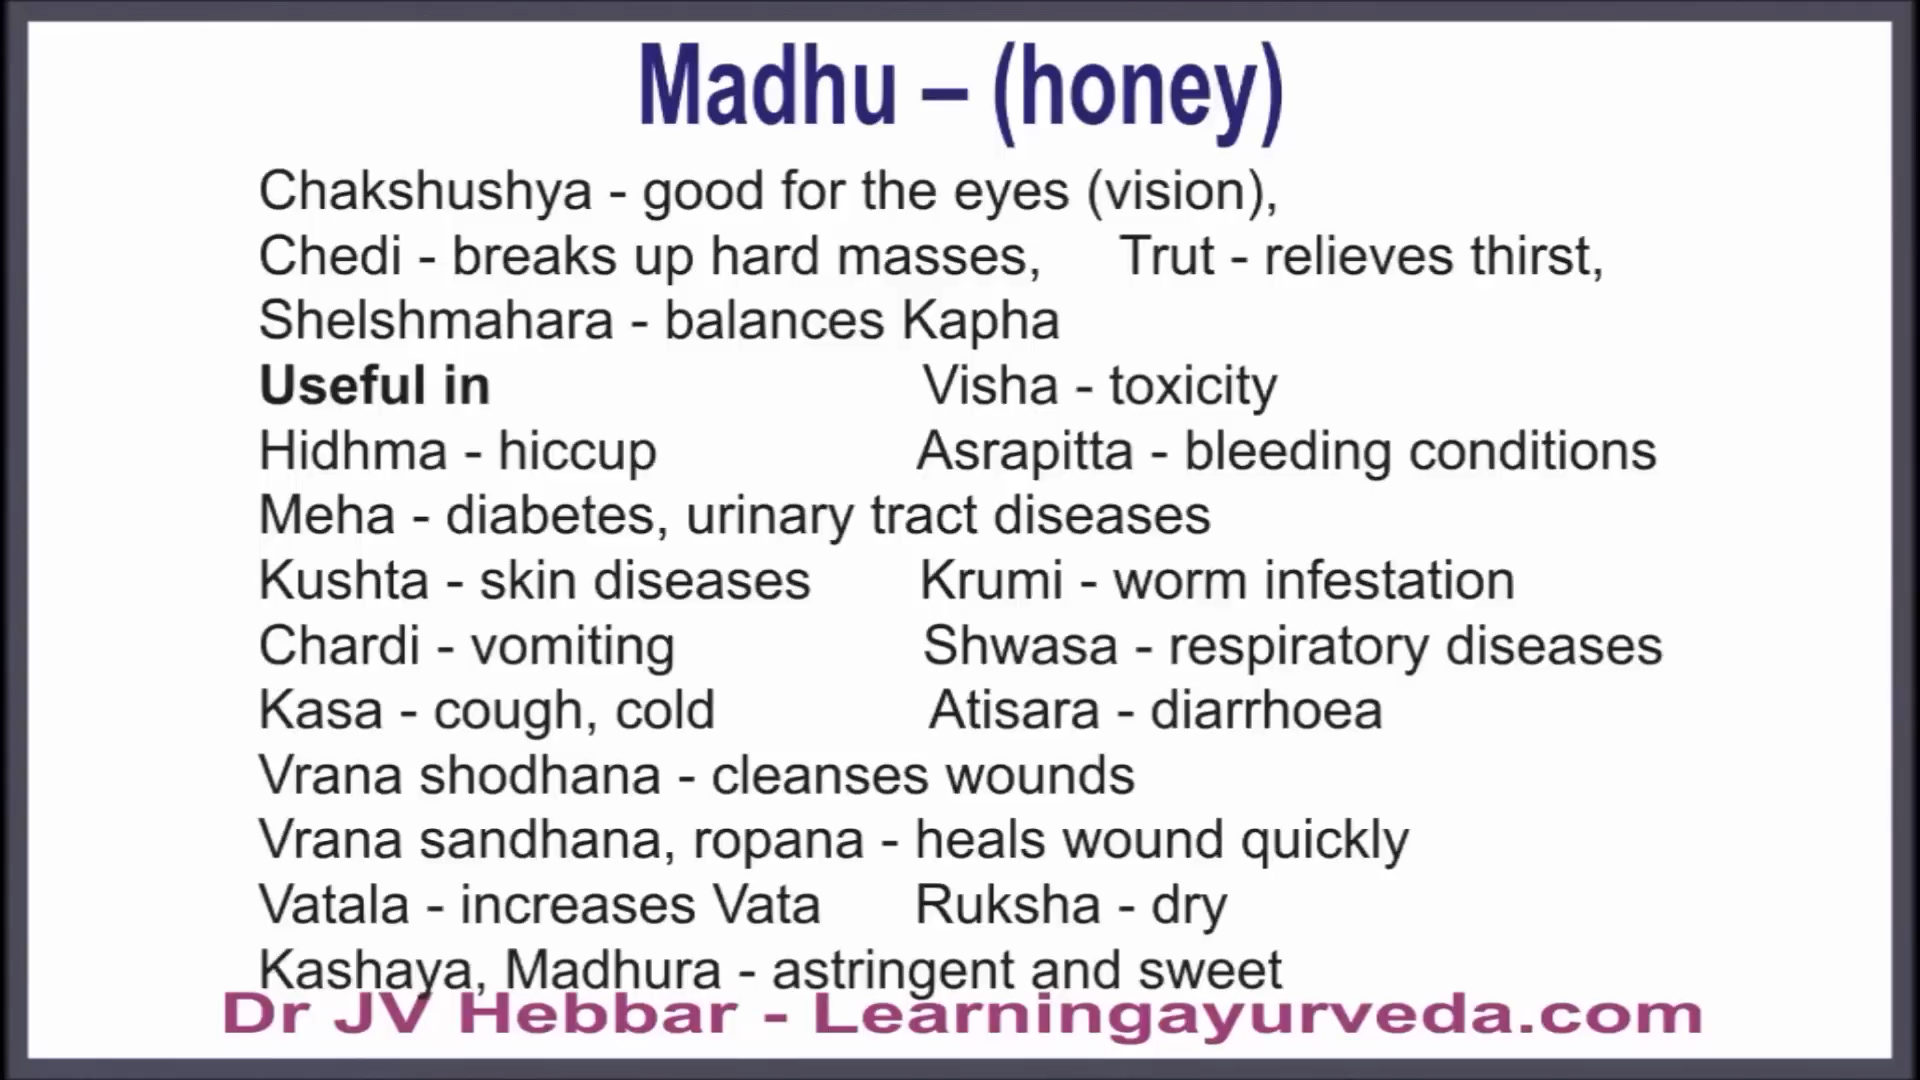 Madhu – (honey)
Chakshushya - good for the eyes (vision),
Chedi - breaks up hard masses, Trut - relieves thirst,
Shelshmahara - balances Kapha
Useful in Visha - toxicity
Hidhma - hiccup Asrapitta - bleeding conditions
Meha - diabetes, urinary tract diseases
Kushta - skin diseases Krumi - worm infestation
Chardi - vomiting Shwasa - respiratory diseases
Kasa - cough, cold Atisara - diarrhoea
Vrana shodhana - cleanses wounds
Vrana sandhana, ropana - heals wound quickly
Vatala - increases Vata Ruksha - dry
Kashaya, Madhura - astringent and sweet
Dr JV Hebbar - Learningayurveda.com